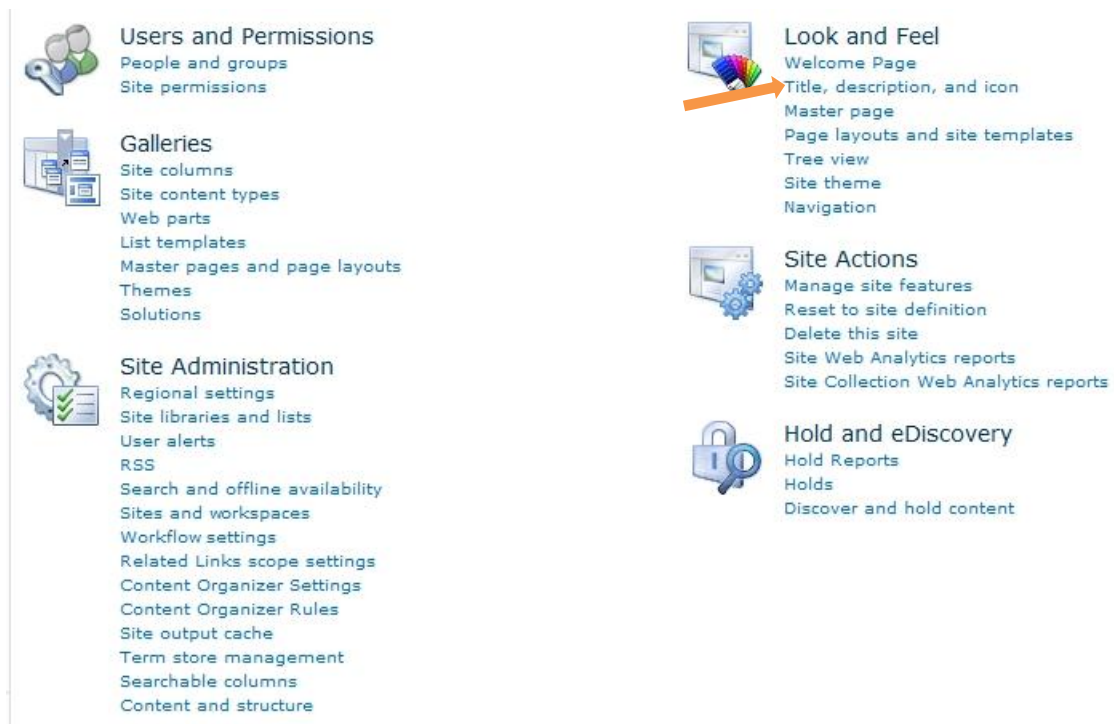 Users and Permissions
People and groups
Site permissions
Galleries
Site columns
Site content types
Web parts
List templates
Master pages and page layouts
Themes
Solutions
Site Administration
Regional settings
Site libraries and lists
User alerts
RSS
Search and offline availability
Sites and workspaces
Workflow settings
Related Links scope settings
Content Organizer Settings
Content Organizer Rules
Site output cache
Term store management
Searchable columns
Content and structure
Look and Feel
Welcome Page
Title, description, and icon
Master page
Page layouts and site templates
Tree view
Site theme
Navigation
Site Actions
Manage site features
Reset to site definition
Delete this site
Site Web Analytics reports
Site Collection Web Analytics reports
Hold and eDiscovery
Hold Reports
Holds
Discover and hold content